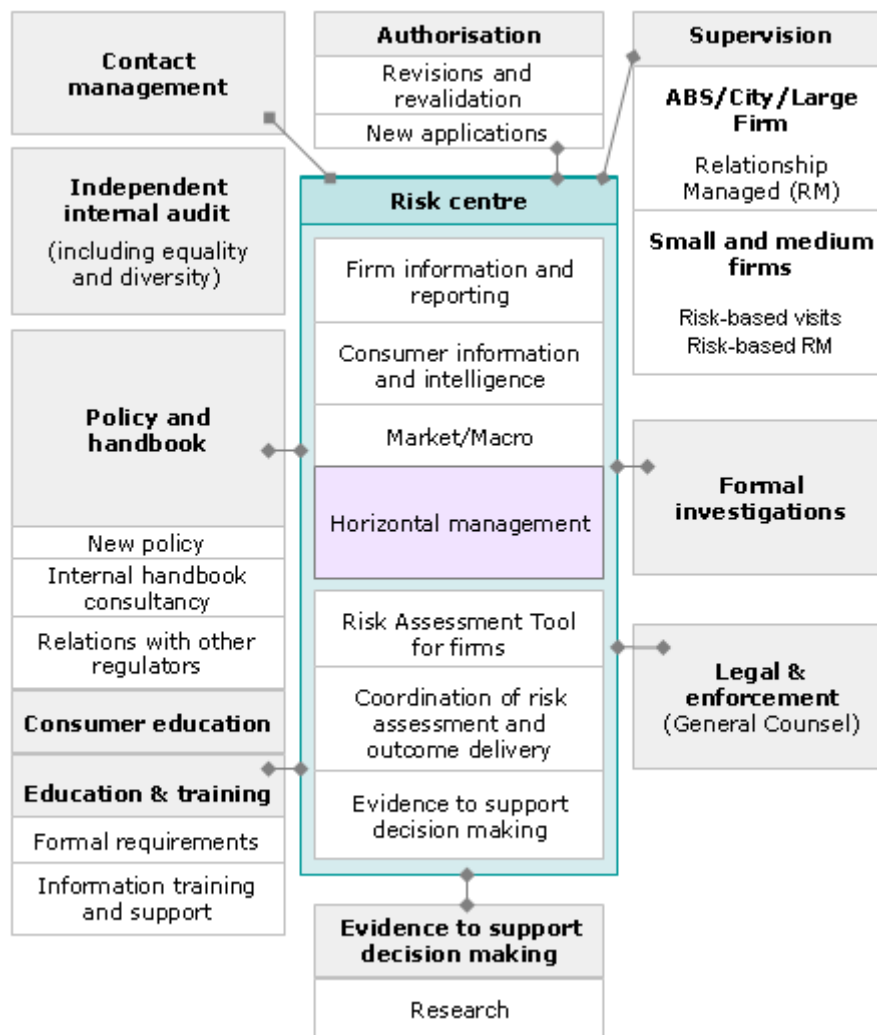 Contact
management
Independent
internal audit
(including equality
and diversity)
Policy and
handbook
New policy
Internal handbook
consultancy
Relations with other
regulators
Consumer education
Education & training
Formal requirements
Information training
and support
Authorisation
Revisions and
revalidation
New applications
Risk centre
Firm information and
reporting
Consumer information
and intelligence
Market/Macro
Horizontal management
Risk Assessment Tool
for firms
Coordination of risk
assessment and
outcome delivery
Evidence to support
decision making
Evidence to support
decision making
Research
Supervision
ABS/City/Large
Firm
Relationship
Managed (RM)
Small and medium
firms
Risk-based visits
Risk-based RM
Formal
investigations
Legal &
enforcement
(General Counsel)